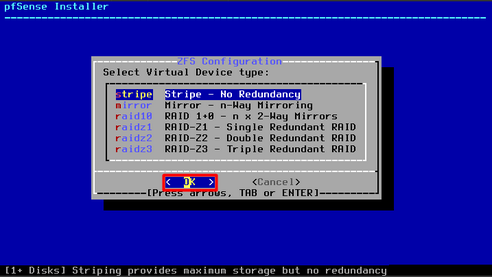 pfSense Installer
ZFS Configuration
Select Virtual Device type:
stripe Stripe - No Redundancy
mirror Mirror - n-Way Mirroring
raid10 RAID 1+0 - n x 2-Way Mirrors
raidz1 RAID-Z1 - Single Redundant RAID
raidz2 RAID-Z2 - Double Redundant RAID
raidz3 RAID-Z3 - Triple Redundant RAID
< OK > <Cancel>
[Press arrows, TAB or ENTER]
[1+ Disks] Striping provides maximum storage but no redundancy